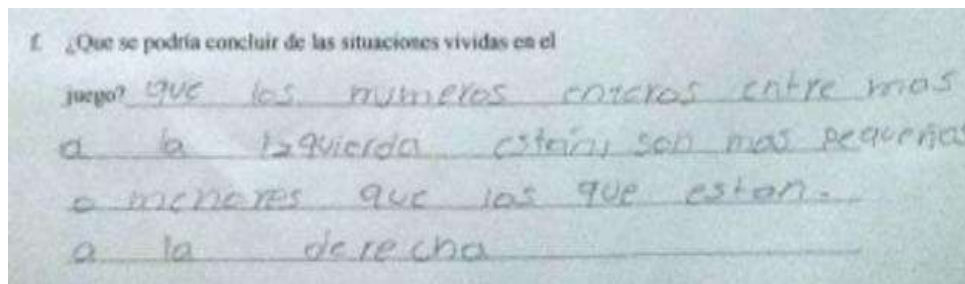 f. ¿Que se podría concluir de las situaciones vividas en el
juego? que los numeros enteros entre mas
a la izquierda están, son mas pequeños
o menores que los que estan.
a la derecha